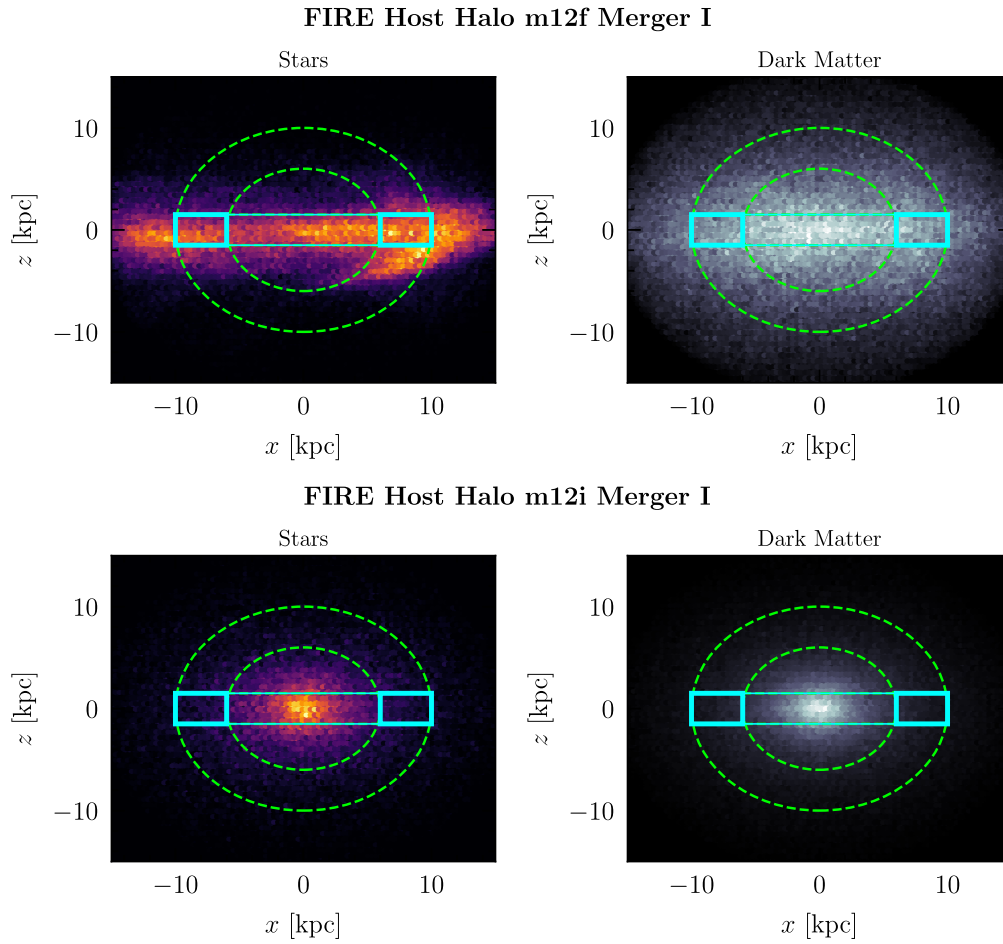 FIRE Host Halo m12f Merger I
Stars
Dark Matter
10
0
−10
z [kpc]
−10 0 10
x [kpc]
10
0
−10
z [kpc]
−10 0 10
x [kpc]
FIRE Host Halo m12i Merger I
Stars
Dark Matter
10
0
−10
z [kpc]
−10 0 10
x [kpc]
10
0
−10
z [kpc]
−10 0 10
x [kpc]